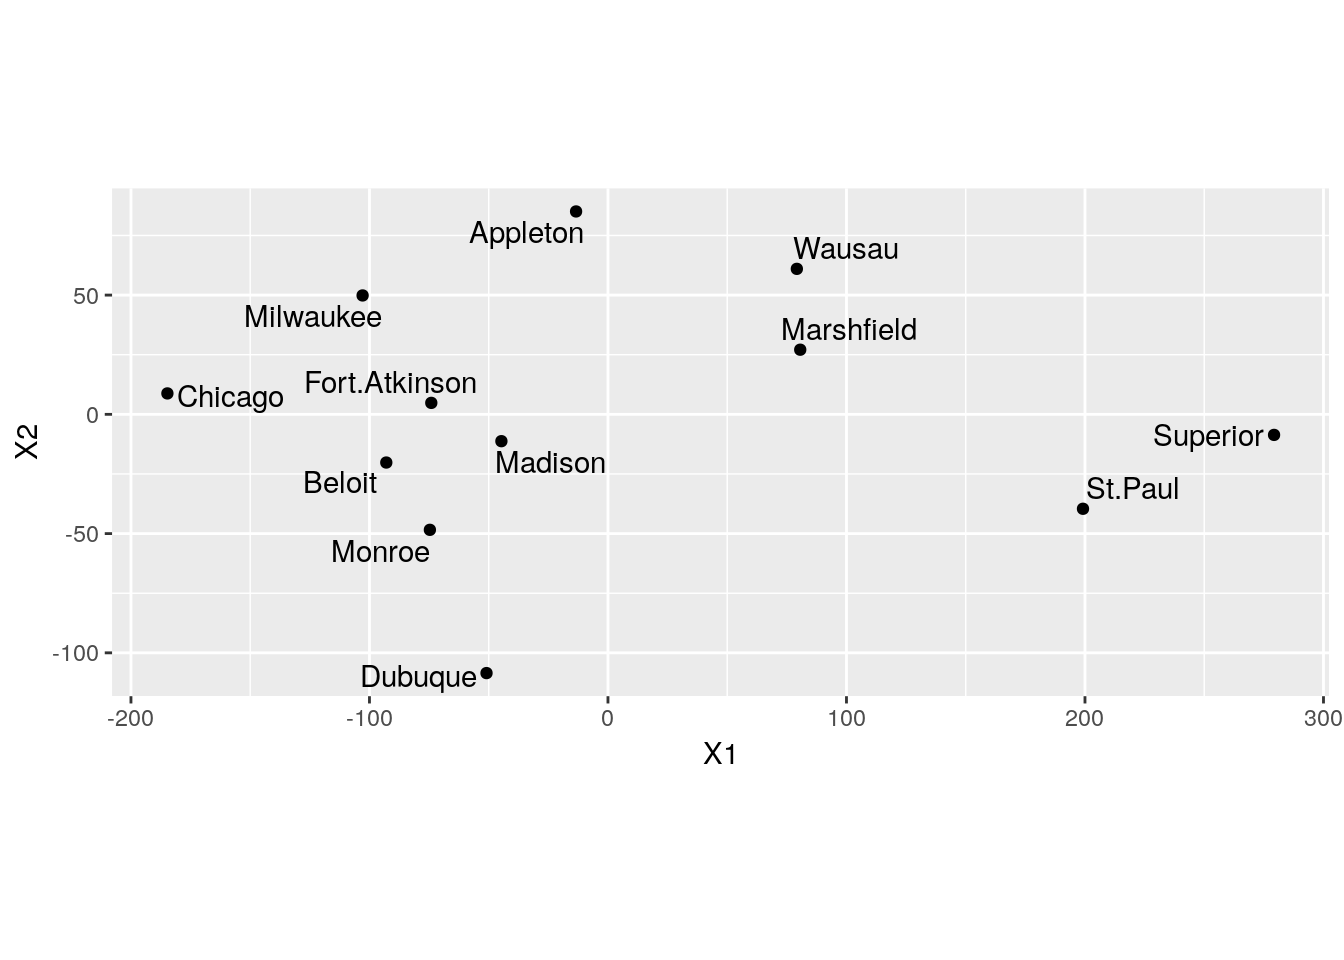 Appleton
Wausau
50
Milwaukee
Marshfield
Fort.Atkinson
Chicago
0
X2
Superior
Madison
Beloit
St.Paul
-50
Monroe
-100
Dubuque
-200 -100 0 100 200 300
X1